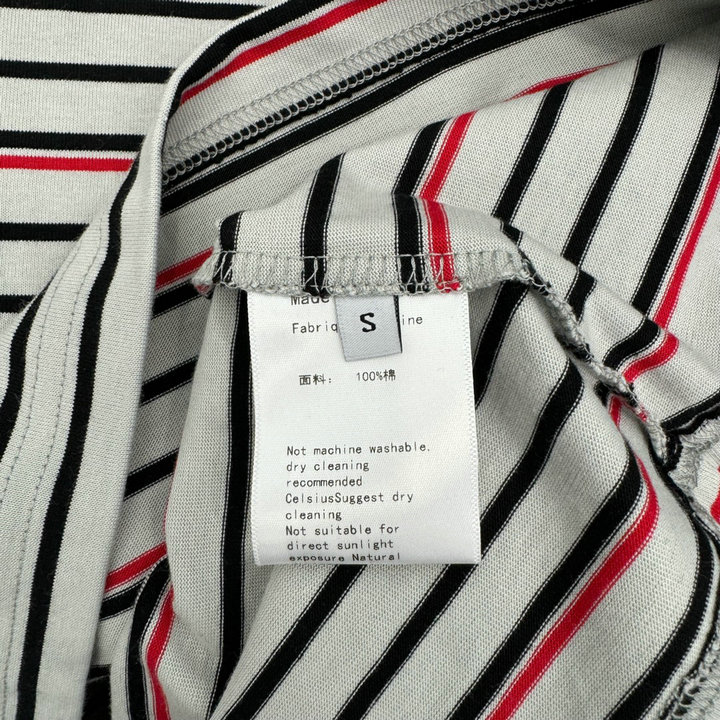 Made
S
Fabriq ine
面料： 100%棉
Not machine washable.
dry cleaning
recommended
CelsiusSuggest dry
cleaning
Not suitable for
direct sunlight
exposure Natural